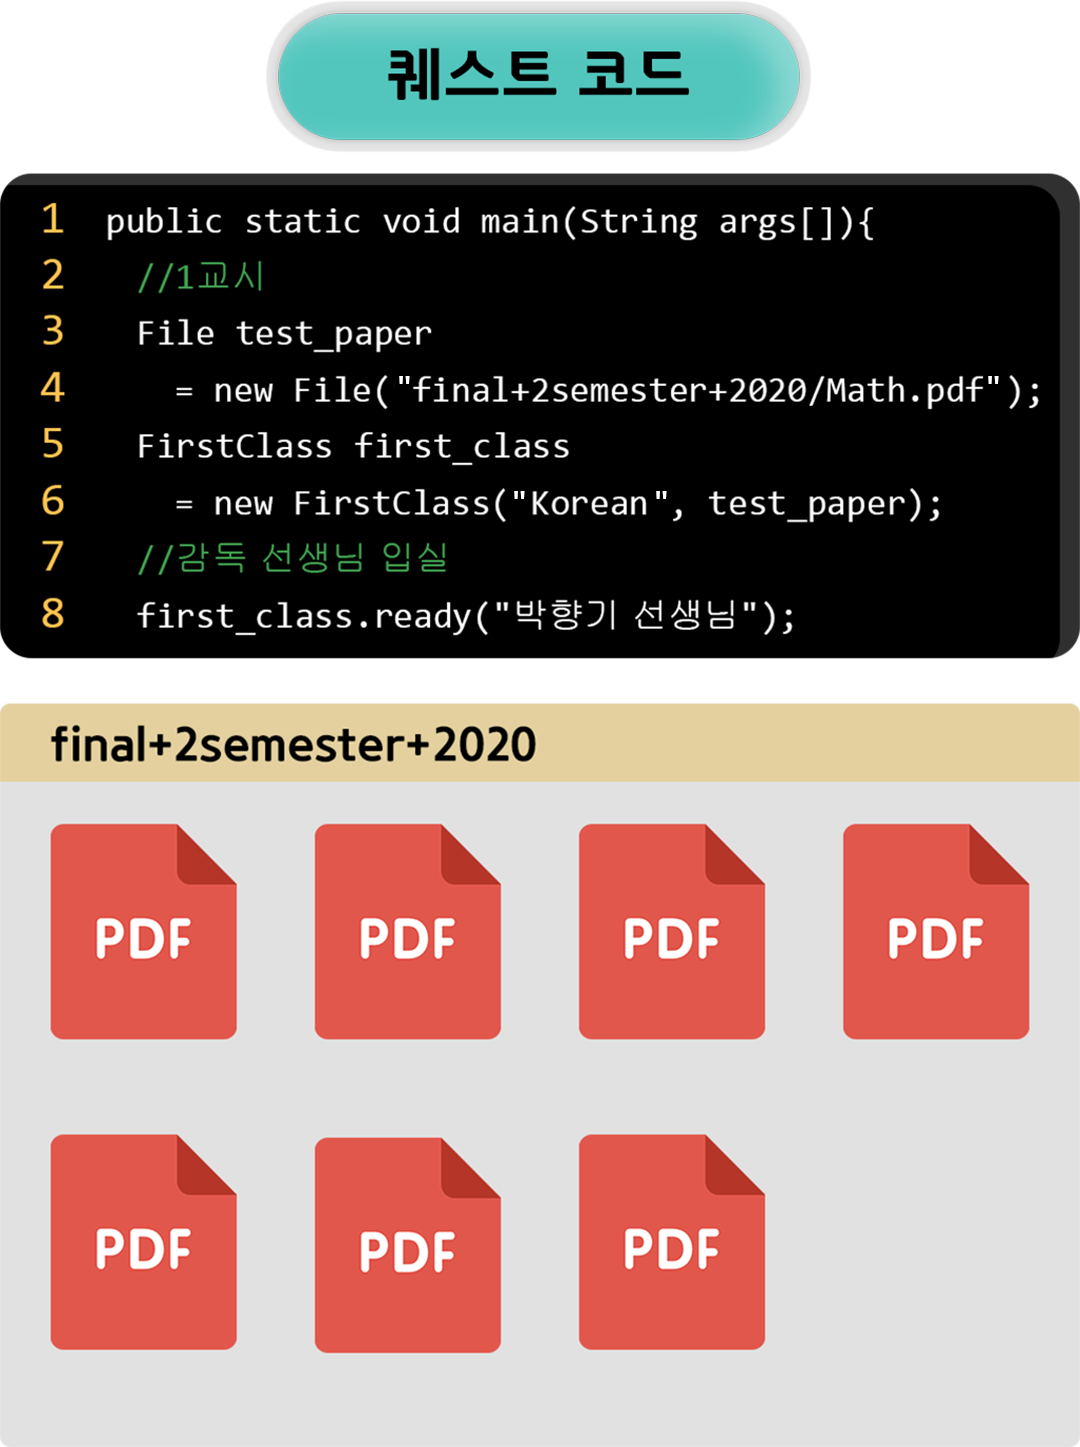 퀘스트 코드
1 public static void main(String args[]){
2 //1교시
3 File test_paper
4 = new File("final+2semester+2020/Math.pdf");
5 FirstClass first_class
6 = new FirstClass("Korean", test_paper);
7 //감독 선생님 입실
8 first_class.ready("박향기 선생님");
final+2semester+2020
PDF PDF PDF PDF
PDF PDF PDF